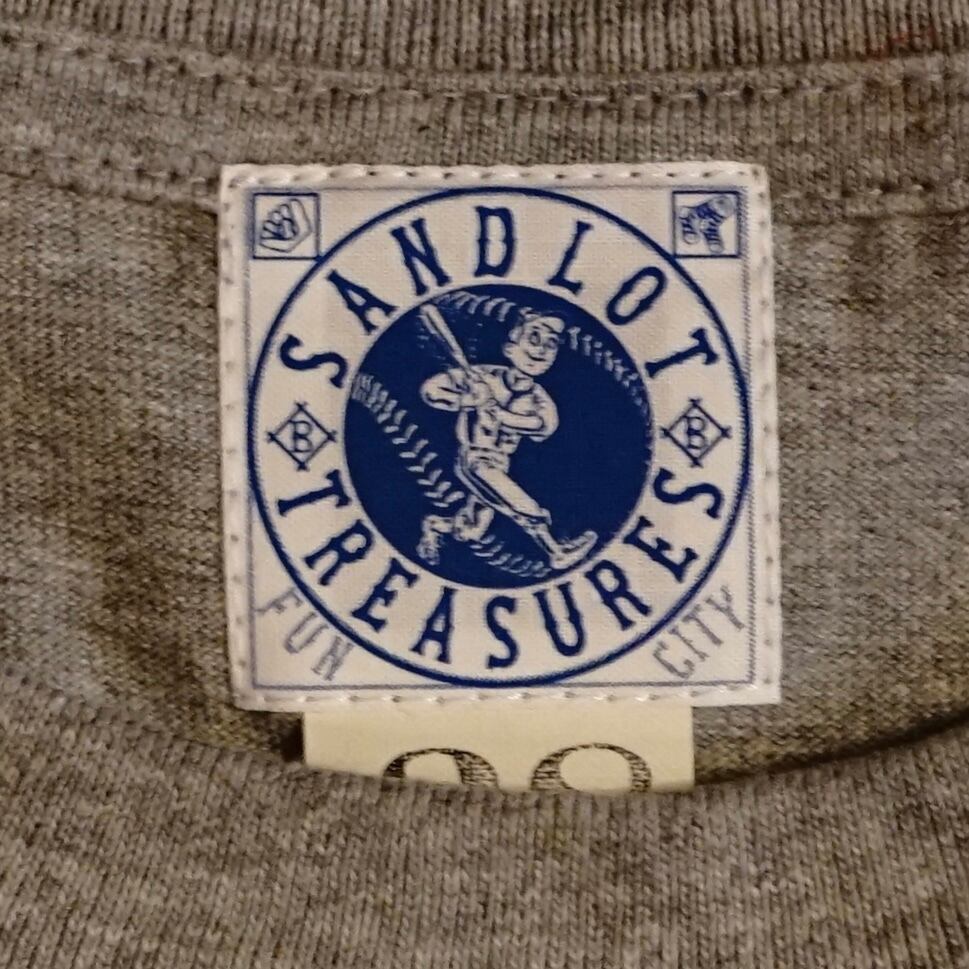 SANDLOT
B B
TREASURES
FUN CITY